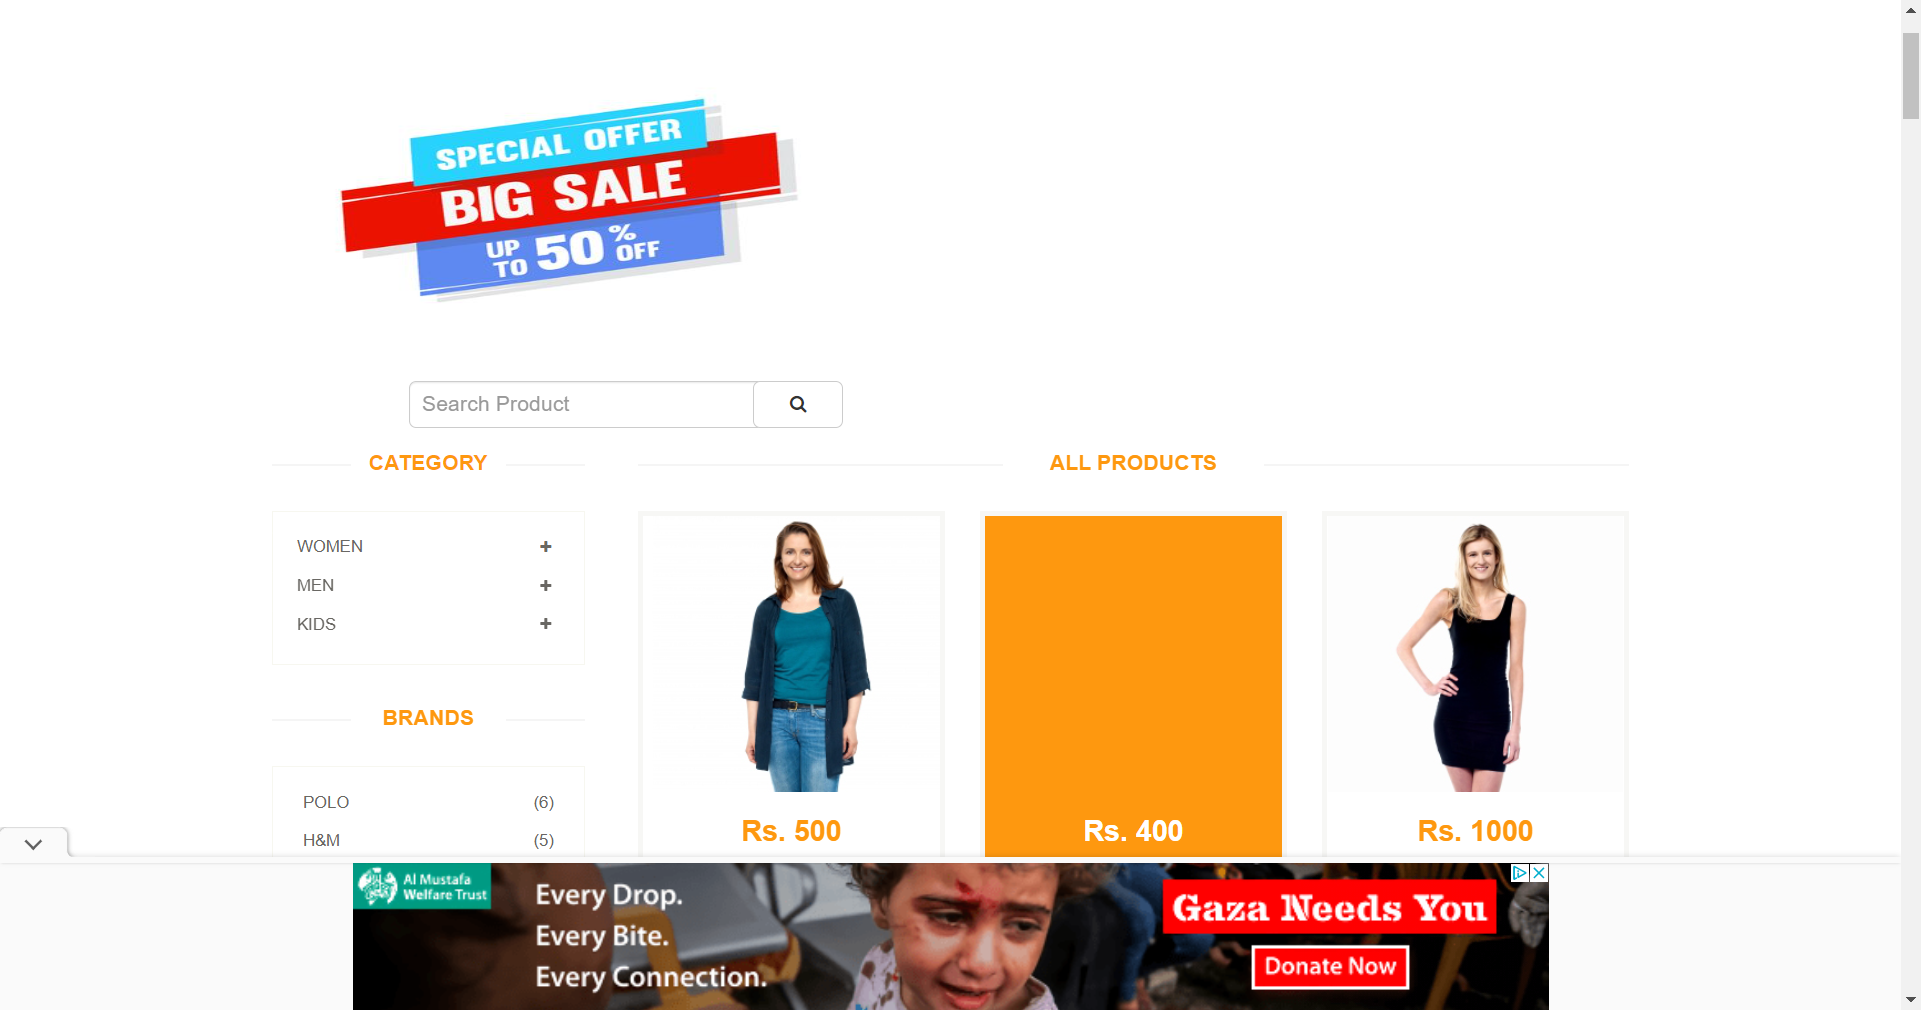 SPECIAL OFFER
BIG SALE
UP TO 50% OFF
Search Product
CATEGORY
WOMEN
MEN
KIDS
BRANDS
POLO (6)
H&M (5)
ALL PRODUCTS
Rs. 500
Rs. 400
Rs. 1000
Al Mustafa
Welfare Trust
Every Drop.
Every Bite.
Every Connection.
Gaza Needs You
Donate Now